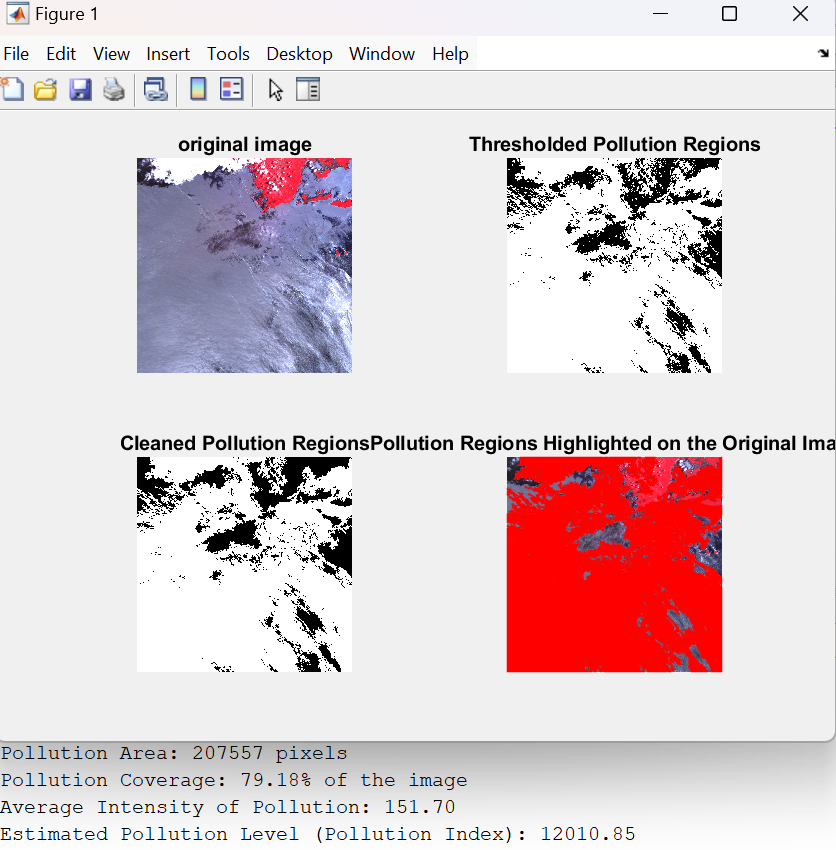 Figure 1
File Edit View Insert Tools Desktop Window Help
original image
Thresholded Pollution Regions
Cleaned Pollution Regions
Pollution Regions Highlighted on the Original Ima
Pollution Area: 207557 pixels
Pollution Coverage: 79.18% of the image
Average Intensity of Pollution: 151.70
Estimated Pollution Level (Pollution Index): 12010.85